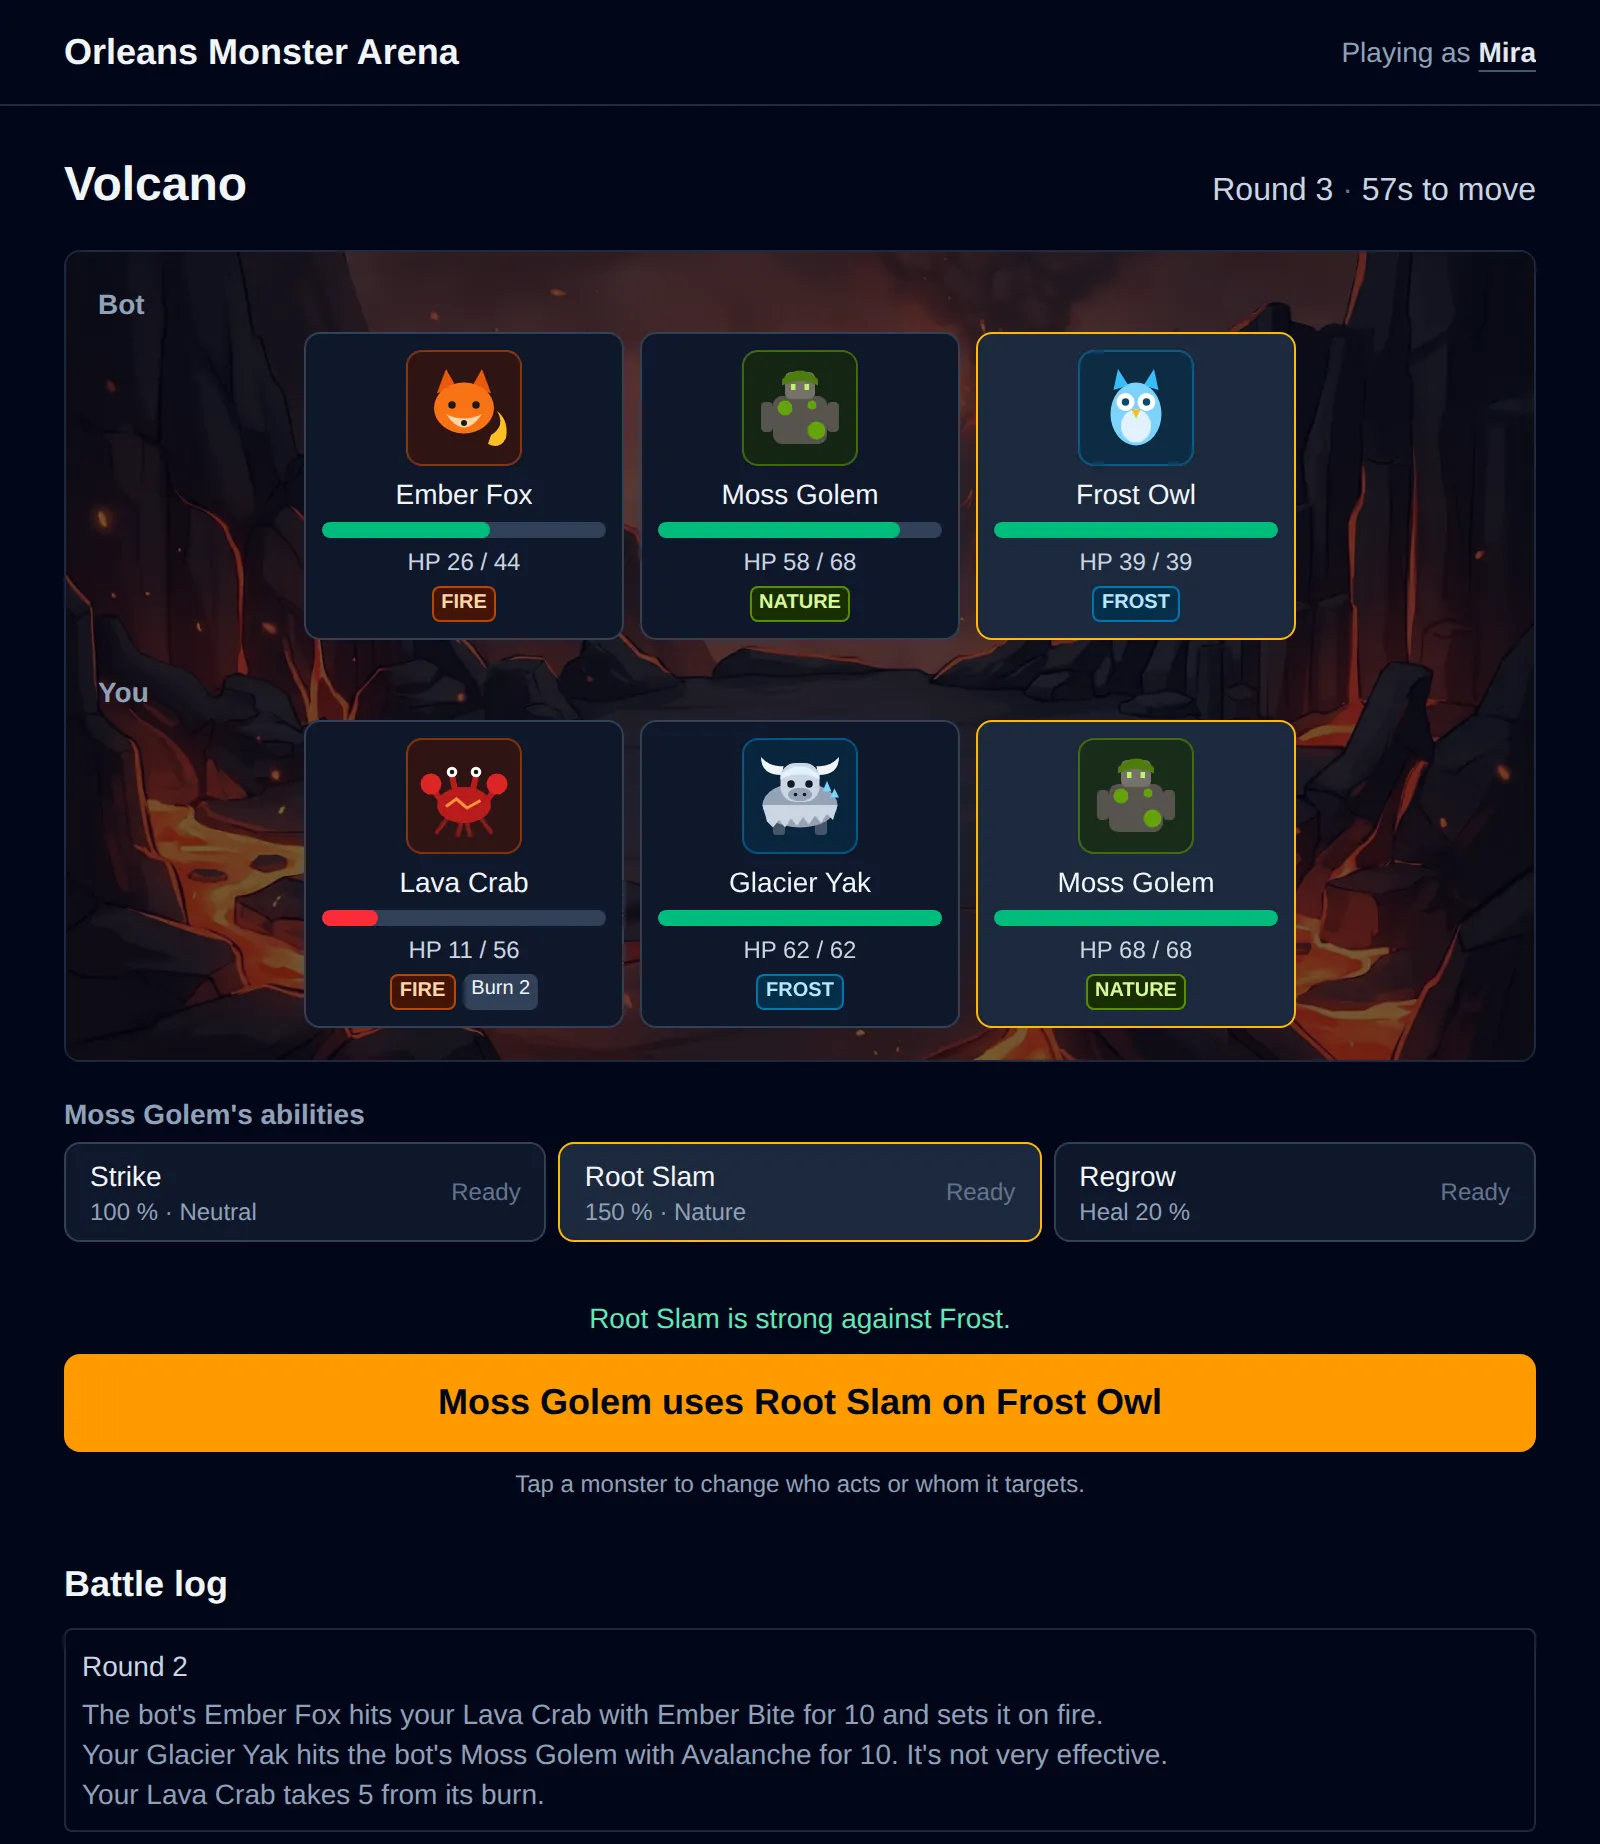 Orleans Monster Arena
Playing as Mira
Volcano
Round 3 · 57s to move
Bot
Ember Fox
HP 26 / 44
FIRE
Moss Golem
HP 58 / 68
NATURE
Frost Owl
HP 39 / 39
FROST
You
Lava Crab
HP 11 / 56
FIRE
Burn 2
Glacier Yak
HP 62 / 62
FROST
Moss Golem
HP 68 / 68
NATURE
Moss Golem's abilities
Strike
100 % · Neutral
Ready
Root Slam
150 % · Nature
Ready
Regrow
Heal 20 %
Ready
Root Slam is strong against Frost.
Moss Golem uses Root Slam on Frost Owl
Tap a monster to change who acts or whom it targets.
Battle log
Round 2
The bot's Ember Fox hits your Lava Crab with Ember Bite for 10 and sets it on fire.
Your Glacier Yak hits the bot's Moss Golem with Avalanche for 10. It's not very effective.
Your Lava Crab takes 5 from its burn.